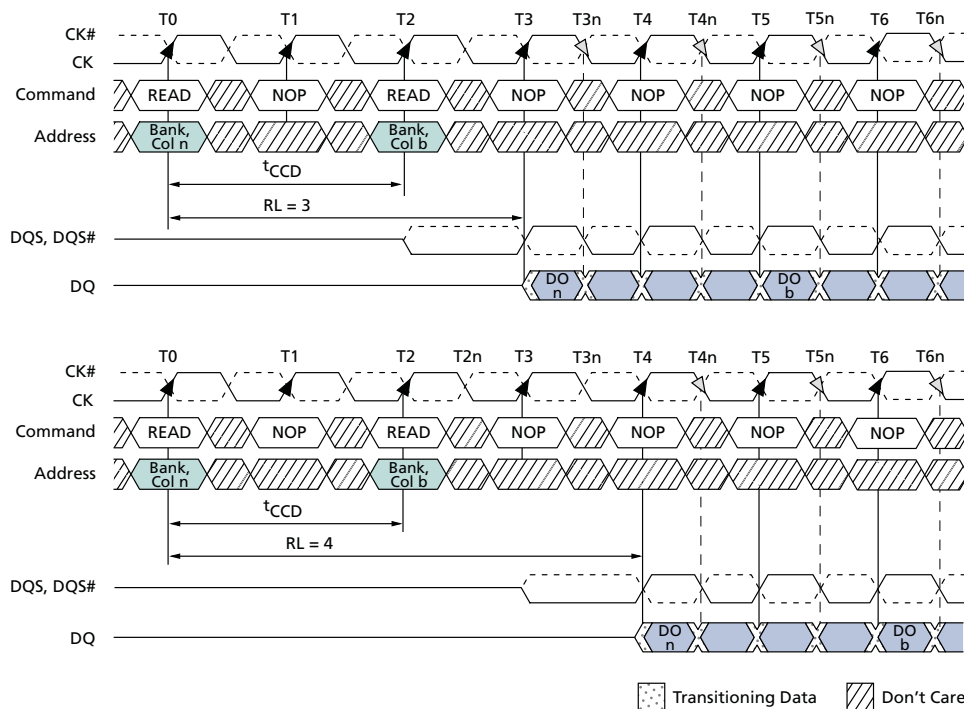 T0 T1 T2 T3 T3n T4 T4n T5 T5n T6 T6n
CK#
CK
Command READ NOP READ NOP NOP NOP NOP
Address Bank, Col n Bank, Col b
tCCD
RL = 3
DQS, DQS#
DQ DO n DO b
T0 T1 T2 T2n T3 T3n T4 T4n T5 T5n T6 T6n
CK#
CK
Command READ NOP READ NOP NOP NOP NOP
Address Bank, Col n Bank, Col b
tCCD
RL = 4
DQS, DQS#
DQ DO n DO b
Transitioning Data Don't Care